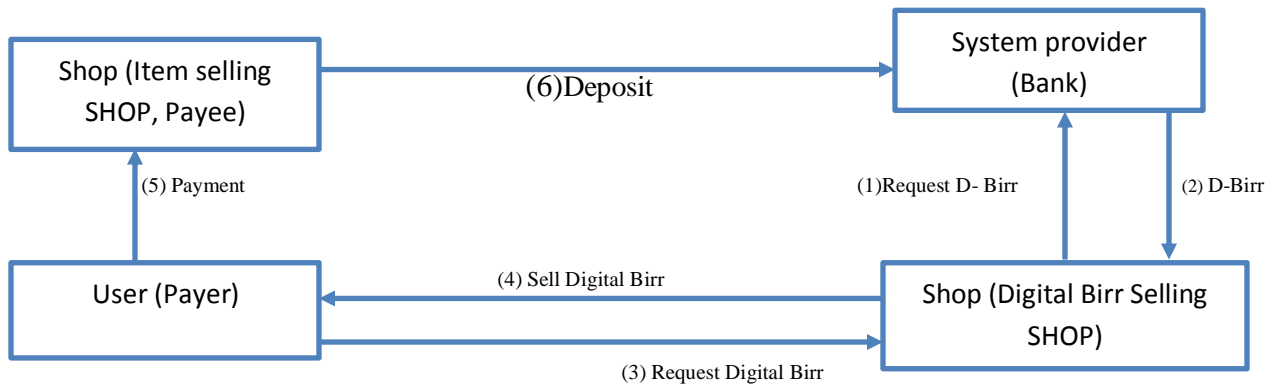 System provider
(Bank)
Shop (Item selling
SHOP, Payee)
(6)Deposit
(5) Payment
(1)Request D- Birr
(2) D-Birr
User (Payer)
(4) Sell Digital Birr
Shop (Digital Birr Selling
SHOP)
(3) Request Digital Birr